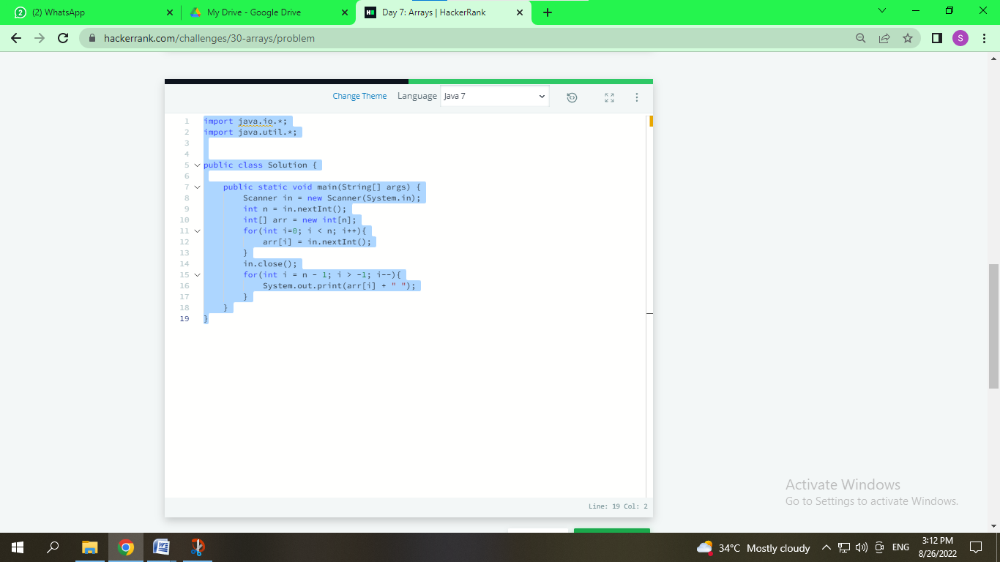 (2) WhatsApp
My Drive - Google Drive
Day 7: Arrays | HackerRank
hackerrank.com/challenges/30-arrays/problem
S
Change Theme Language Java 7
1 import java.io.*;
2 import java.util.*;
3
4
5 public class Solution {
6
7 public static void main(String[] args) {
8 Scanner in = new Scanner(System.in);
9 int n = in.nextInt();
10 int[] arr = new int[n];
11 for(int i=0; i < n; i++){
12 arr[i] = in.nextInt();
13 }
14 in.close();
15 for(int i = n - 1; i > -1; i--){
16 System.out.print(arr[i] + " ");
17 }
18 }
19 }
Activate Windows
Go to Settings to activate Windows.
Line: 19 Col: 2
34°C Mostly cloudy ENG 3:12 PM
8/26/2022